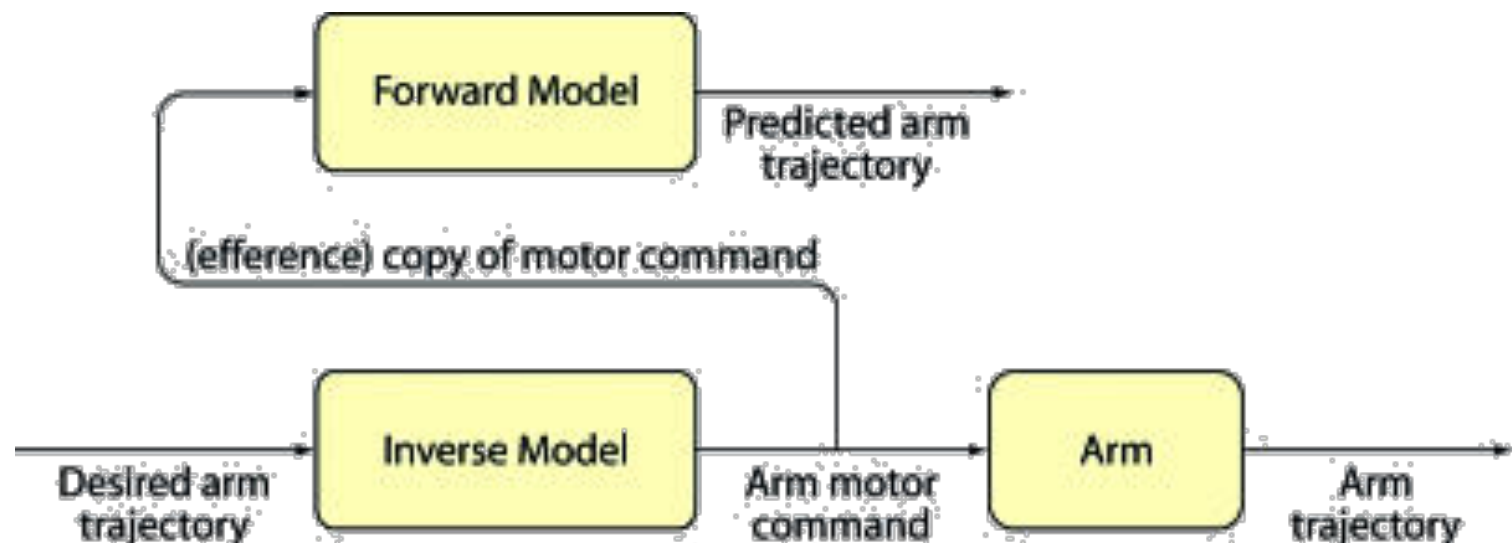 Forward Model
Predicted arm
trajectory
(efference) copy of motor command
Inverse Model
Arm
Desired arm
trajectory
Arm motor
command
Arm
trajectory